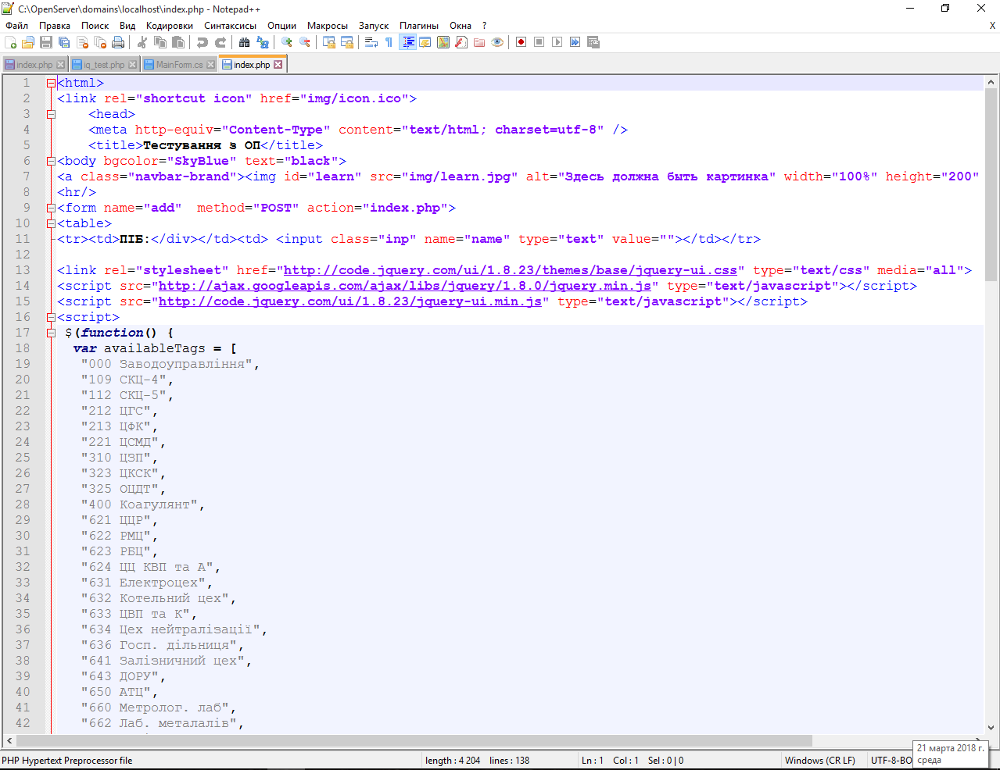 C:\OpenServer\domains\localhost\index.php - Notepad++
Файл Правка Поиск Вид Кодировки Синтаксисы Опции Макросы Запуск Плагины Окна ? X
index.php iq_test.php MainForm.cs index.php
1 <html>
2 <link rel="shortcut icon" href="img/icon.ico">
3 <head>
4 <meta http-equiv="Content-Type" content="text/html; charset=utf-8" />
5 <title>Тестування з ОП</title>
6 <body bgcolor="SkyBlue" text="black">
7 <a class="navbar-brand"><img id="learn" src="img/learn.jpg" alt="Здесь должна быть картинка" width="100%" height="200"
8 <hr/>
9 <form name="add"  method="POST" action="index.php">
10 <table>
11 <tr><td>ПІБ:</div></td><td> <input class="inp" name="name" type="text" value=""></td></tr>
12
13 <link rel="stylesheet" href="http://code.jquery.com/ui/1.8.23/themes/base/jquery-ui.css" type="text/css" media="all">
14 <script src="http://ajax.googleapis.com/ajax/libs/jquery/1.8.0/jquery.min.js" type="text/javascript"></script>
15 <script src="http://code.jquery.com/ui/1.8.23/jquery-ui.min.js" type="text/javascript"></script>
16 <script>
17 $(function() {
18 var availableTags = [
19 "000 Заводоуправління",
20 "109 СКЦ-4",
21 "112 СКЦ-5",
22 "212 ЦГС",
23 "213 ЦФК",
24 "221 ЦСМД",
25 "310 ЦЗП",
26 "323 ЦКСК",
27 "325 ОЦДТ",
28 "400 Коагулянт",
29 "621 ЦЦР",
30 "622 РМЦ",
31 "623 РБЦ",
32 "624 ЦЦ КВП та А",
33 "631 Електроцех",
34 "632 Котельний цех",
35 "633 ЦВП та К",
36 "634 Цех нейтралізації",
37 "636 Госп. дільниця",
38 "641 Залізничний цех",
39 "643 ДОРУ",
40 "650 АТЦ",
41 "660 Метролог. лаб",
42 "662 Лаб. металалів",
PHP Hypertext Preprocessor file length : 4 204 lines : 138 Ln : 1 Col : 1 Sel : 0 | 0 Windows (CR LF) UTF-8-BO
21 марта 2018 г.
среда